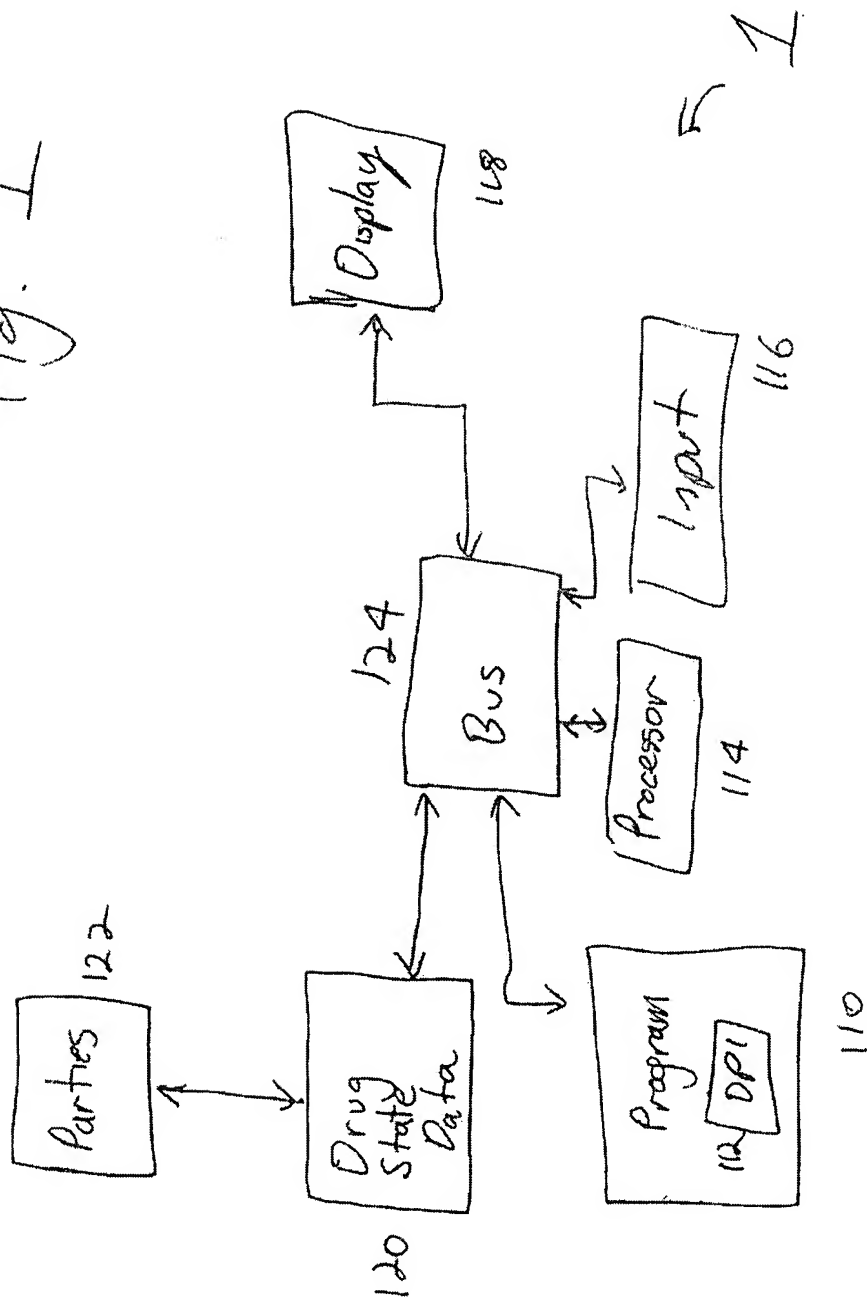 Fig. 1
Parties
122
Drug
State
Data
120
124
Bus
Display
118
Program
112
DPI
110
Processor
114
Input
116
1